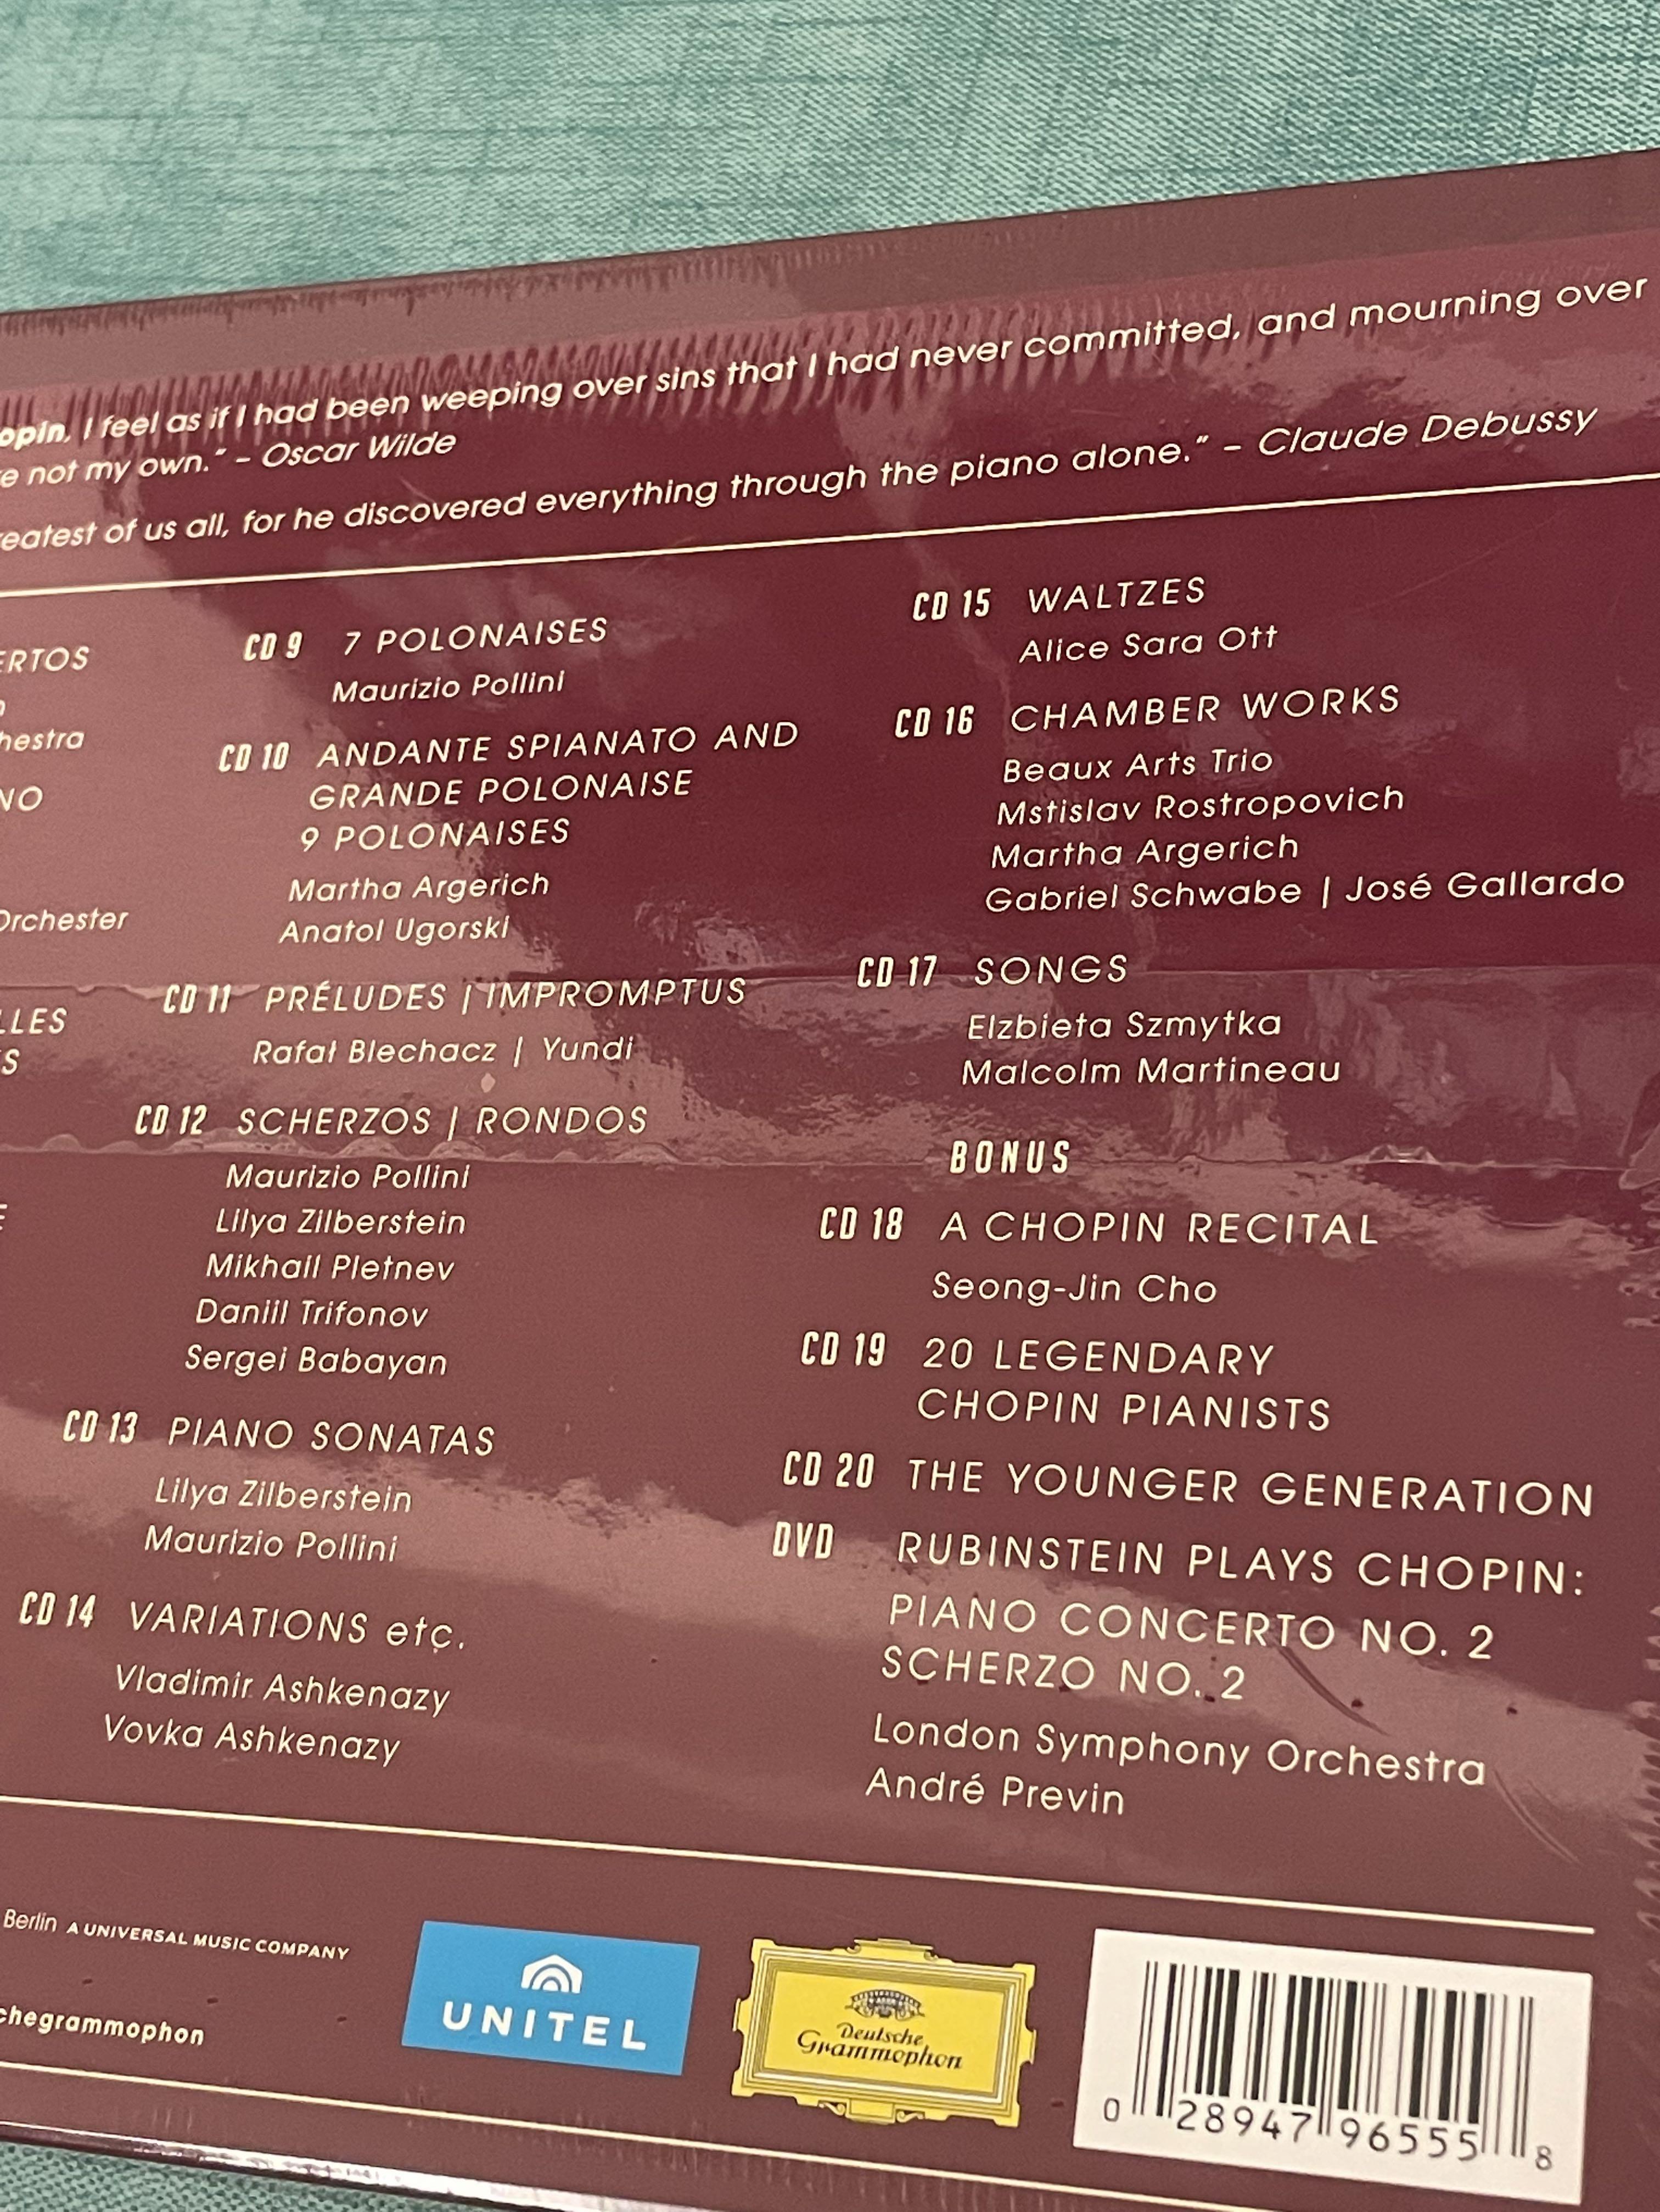 opin, I feel as if I had been weeping over sins that I had never committed, and mourning over
e not my own.” – Oscar Wilde
reatest of us all, for he discovered everything through the piano alone.” – Claude Debussy
ERTOS
hestra
NO
Orchester
LLES
S
CD 9 7 POLONAISES
Maurizio Pollini
CD 10 ANDANTE SPIANATO AND
GRANDE POLONAISE
9 POLONAISES
Martha Argerich
Anatol Ugorski
CD 11 PRÉLUDES | IMPROMPTUS
Rafał Blechacz | Yundi
CD 12 SCHERZOS | RONDOS
Maurizio Pollini
Lilya Zilberstein
Mikhail Pletnev
Daniil Trifonov
Sergei Babayan
CD 13 PIANO SONATAS
Lilya Zilberstein
Maurizio Pollini
CD 14 VARIATIONS etc.
Vladimir Ashkenazy
Vovka Ashkenazy
CD 15 WALTZES
Alice Sara Ott
CD 16 CHAMBER WORKS
Beaux Arts Trio
Mstislav Rostropovich
Martha Argerich
Gabriel Schwabe | José Gallardo
CD 17 SONGS
Elzbieta Szmytka
Malcolm Martineau
BONUS
CD 18 A CHOPIN RECITAL
Seong-Jin Cho
CD 19 20 LEGENDARY
CHOPIN PIANISTS
CD 20 THE YOUNGER GENERATION
DVD RUBINSTEIN PLAYS CHOPIN:
PIANO CONCERTO NO. 2
SCHERZO NO. 2
London Symphony Orchestra
André Previn
Berlin A UNIVERSAL MUSIC COMPANY
chegrammophon
UNITEL
Deutsche
Grammophon
0 28947 96555 8